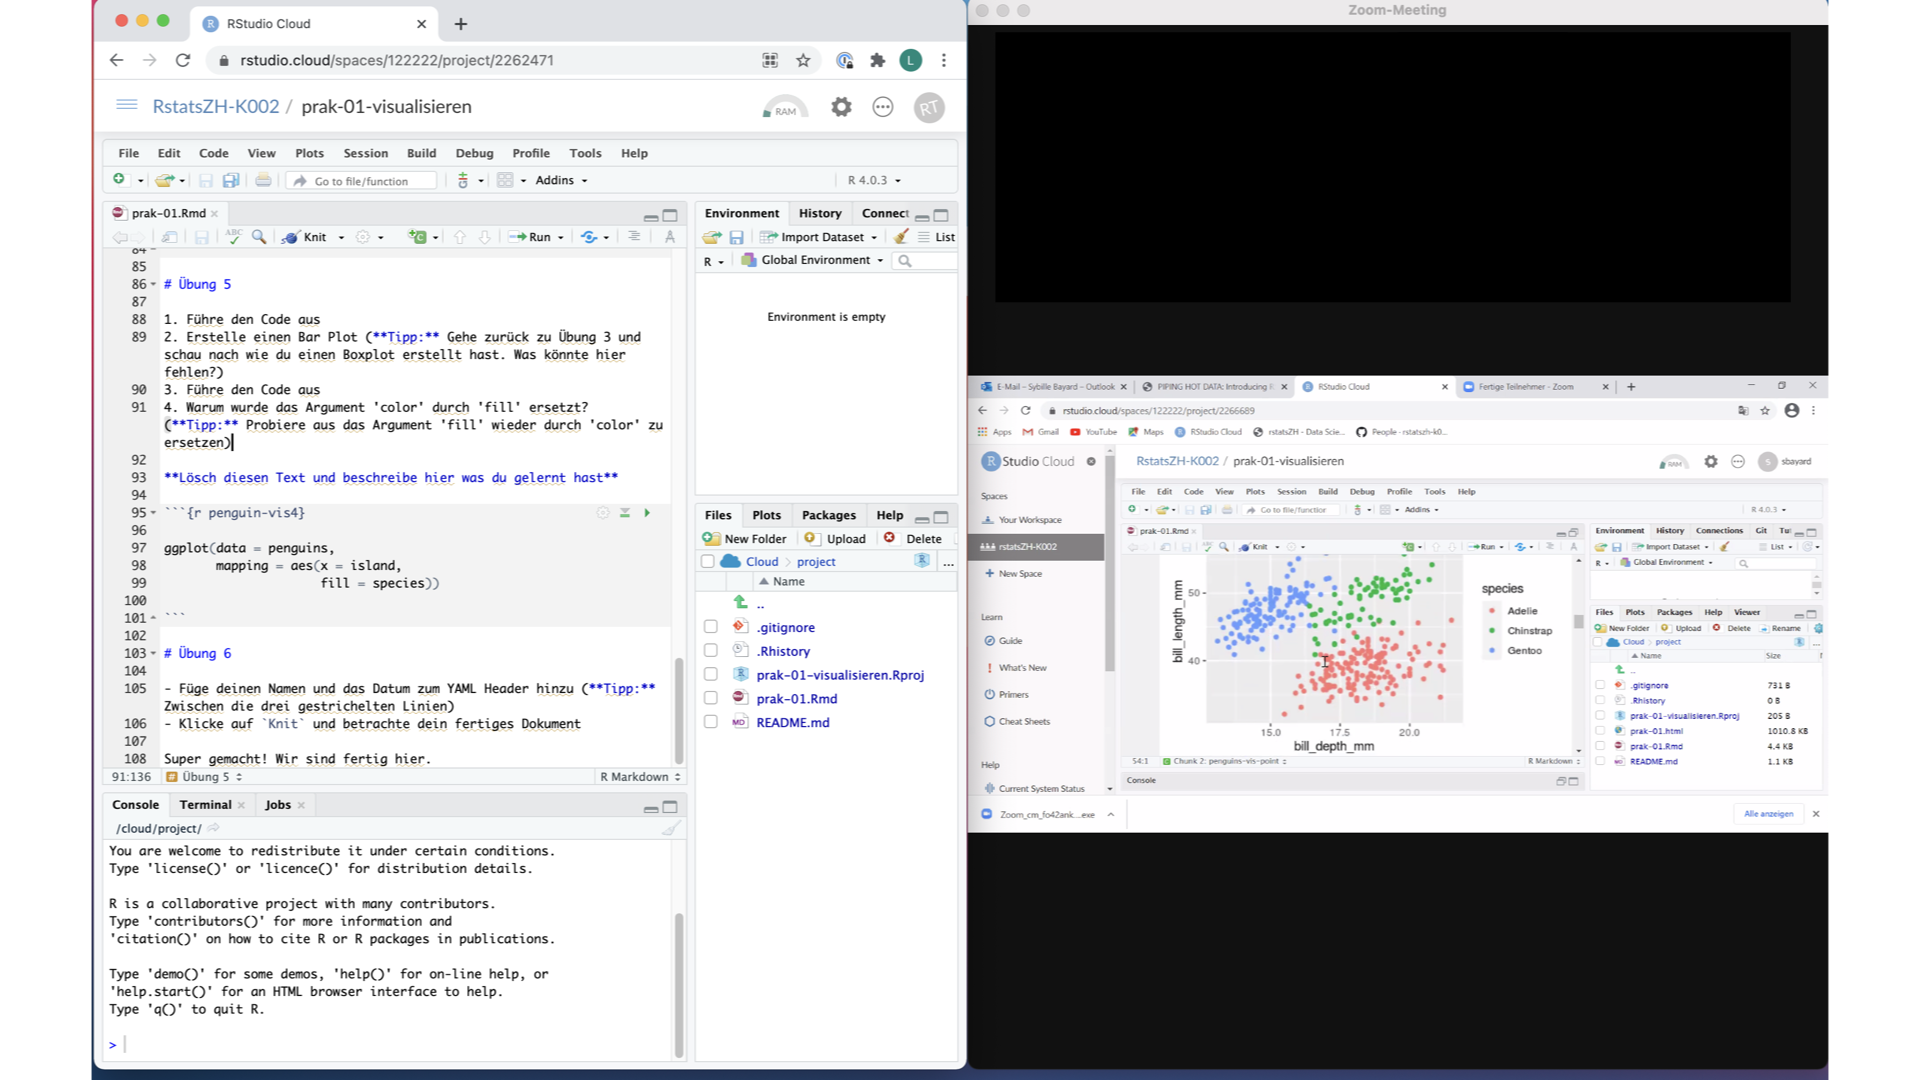 RStudio Cloud
rstudio.cloud/spaces/122222/project/2262471
L
RstatsZH-K002 / prak-01-visualisieren
RAM
RT
File Edit Code View Plots Session Build Debug Profile Tools Help
Go to file/function
Addins
R 4.0.3
prak-01.Rmd
ABC
Knit
Run
84
85
86 # Übung 5
87
88 1. Führe den Code aus
89 2. Erstelle einen Bar Plot (**Tipp:** Gehe zurück zu Übung 3 und
schau nach wie du einen Boxplot erstellt hast. Was könnte hier
fehlen?)
90 3. Führe den Code aus
91 4. Warum wurde das Argument 'color' durch 'fill' ersetzt?
(**Tipp:** Probiere aus das Argument 'fill' wieder durch 'color' zu
ersetzen)
92
93 **Lösch diesen Text und beschreibe hier was du gelernt hast**
94
95 ```{r penguin-vis4}
96
97 ggplot(data = penguins,
98 mapping = aes(x = island,
99 fill = species))
100
101 ```
102
103 # Übung 6
104
105 - Füge deinen Namen und das Datum zum YAML Header hinzu (**Tipp:**
Zwischen die drei gestrichelten Linien)
106 - Klicke auf `Knit` und betrachte dein fertiges Dokument
107
108 Super gemacht! Wir sind fertig hier.
91:136 Übung 5 R Markdown
Console Terminal Jobs
/cloud/project/
You are welcome to redistribute it under certain conditions.
Type 'license()' or 'licence()' for distribution details.
R is a collaborative project with many contributors.
Type 'contributors()' for more information and
'citation()' on how to cite R or R packages in publications.
Type 'demo()' for some demos, 'help()' for on-line help, or
'help.start()' for an HTML browser interface to help.
Type 'q()' to quit R.
>
Environment History Connect
Import Dataset List
R Global Environment
Environment is empty
Files Plots Packages Help
New Folder Upload Delete
Cloud > project ...
Name
..
.gitignore
.Rhistory
prak-01-visualisieren.Rproj
prak-01.Rmd
README.md
Zoom-Meeting
E-Mail – Sybille Bayard – Outlook
PIPING HOT DATA: Introducing
RStudio Cloud
Fertige Teilnehmer - Zoom
rstudio.cloud/spaces/122222/project/2266689
Apps Gmail YouTube Maps RStudio Cloud rstatsZH - Data Scie... People · rstatszh-k0...
R Studio Cloud
RstatsZH-K002 / prak-01-visualisieren
RAM
S sbayard
Spaces
Your Workspace
rstatsZH-K002
New Space
Learn
Guide
What's New
Primers
Cheat Sheets
Help
Current System Status
File Edit Code View Plots Session Build Debug Profile Tools Help
Go to file/function
Addins
R 4.0.3
prak-01.Rmd
Knit
Run
bill_length_mm
50
40
15.0 17.5 20.0
bill_depth_mm
species
Adelie
Chinstrap
Gentoo
54:1 Chunk 2: penguins-vis-point R Markdown
Console
Environment History Connections Git Tu
Import Dataset List
R Global Environment
Files Plots Packages Help Viewer
New Folder Upload Delete Rename
Cloud > project ...
Name Size
..
.gitignore 731 B
.Rhistory 0 B
prak-01-visualisieren.Rproj 205 B
prak-01.html 1010.8 KB
prak-01.Rmd 4.4 KB
README.md 1.1 KB
Zoom_cm_fo42ank....exe
Alle anzeigen